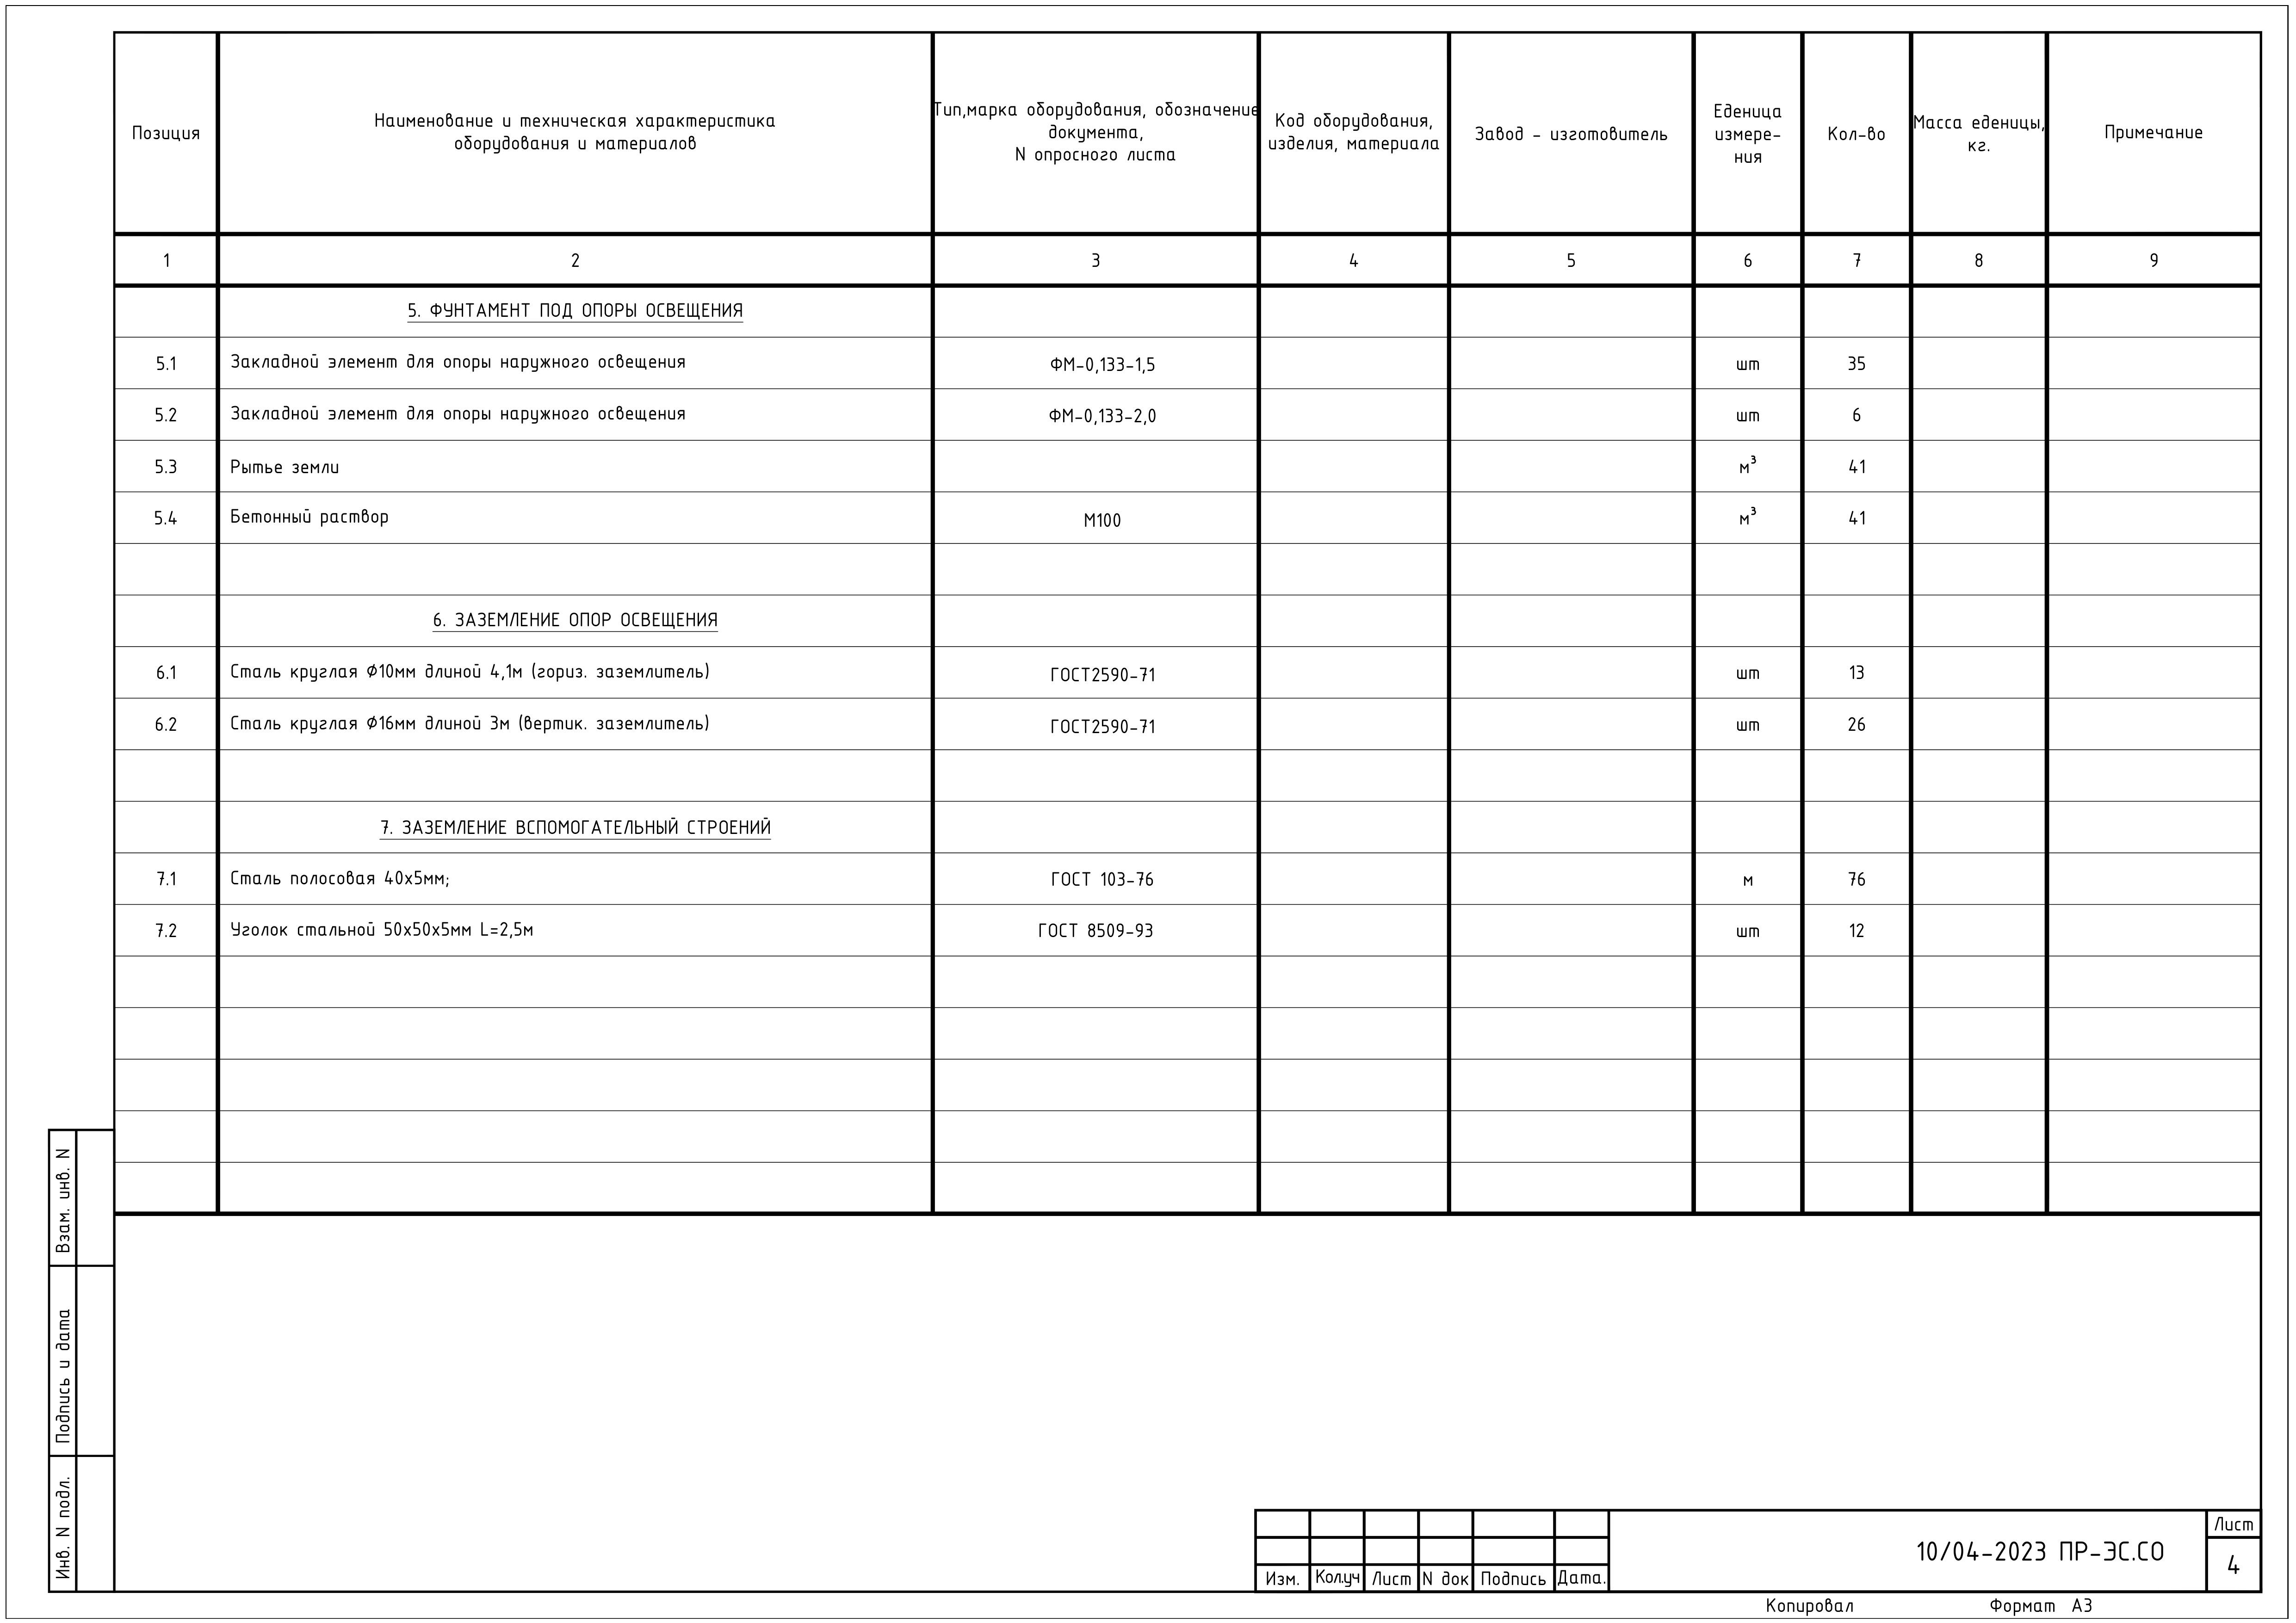 Позиция
Наименование и техническая характеристика
оборудования и материалов
Тип,марка оборудования, обозначение
документа,
N опросного листа
Код оборудования,
изделия, материала
Завод - изготовитель
Еденица
измере-
ния
Кол-во
Масса еденицы,
кг.
Примечание
1 2 3 4 5 6 7 8 9
5. ФУНТАМЕНТ ПОД ОПОРЫ ОСВЕЩЕНИЯ
5.1 Закладной элемент для опоры наружного освещения ФМ-0,133-1,5 шт 35
5.2 Закладной элемент для опоры наружного освещения ФМ-0,133-2,0 шт 6
5.3 Рытье земли м³ 41
5.4 Бетонный раствор М100 м³ 41
6. ЗАЗЕМЛЕНИЕ ОПОР ОСВЕЩЕНИЯ
6.1 Сталь круглая Ф10мм длиной 4,1м (гориз. заземлитель) ГОСТ2590-71 шт 13
6.2 Сталь круглая Ф16мм длиной 3м (вертик. заземлитель) ГОСТ2590-71 шт 26
7. ЗАЗЕМЛЕНИЕ ВСПОМОГАТЕЛЬНЫЙ СТРОЕНИЙ
7.1 Сталь полосовая 40х5мм; ГОСТ 103-76 м 76
7.2 Уголок стальной 50х50х5мм L=2,5м ГОСТ 8509-93 шт 12
Взам. инв. N
Подпись и дата
Инв. N подл.
Изм. Кол.уч Лист N док Подпись Дата.
10/04-2023 ПР-ЭС.СО
Лист
4
Копировал Формат А3